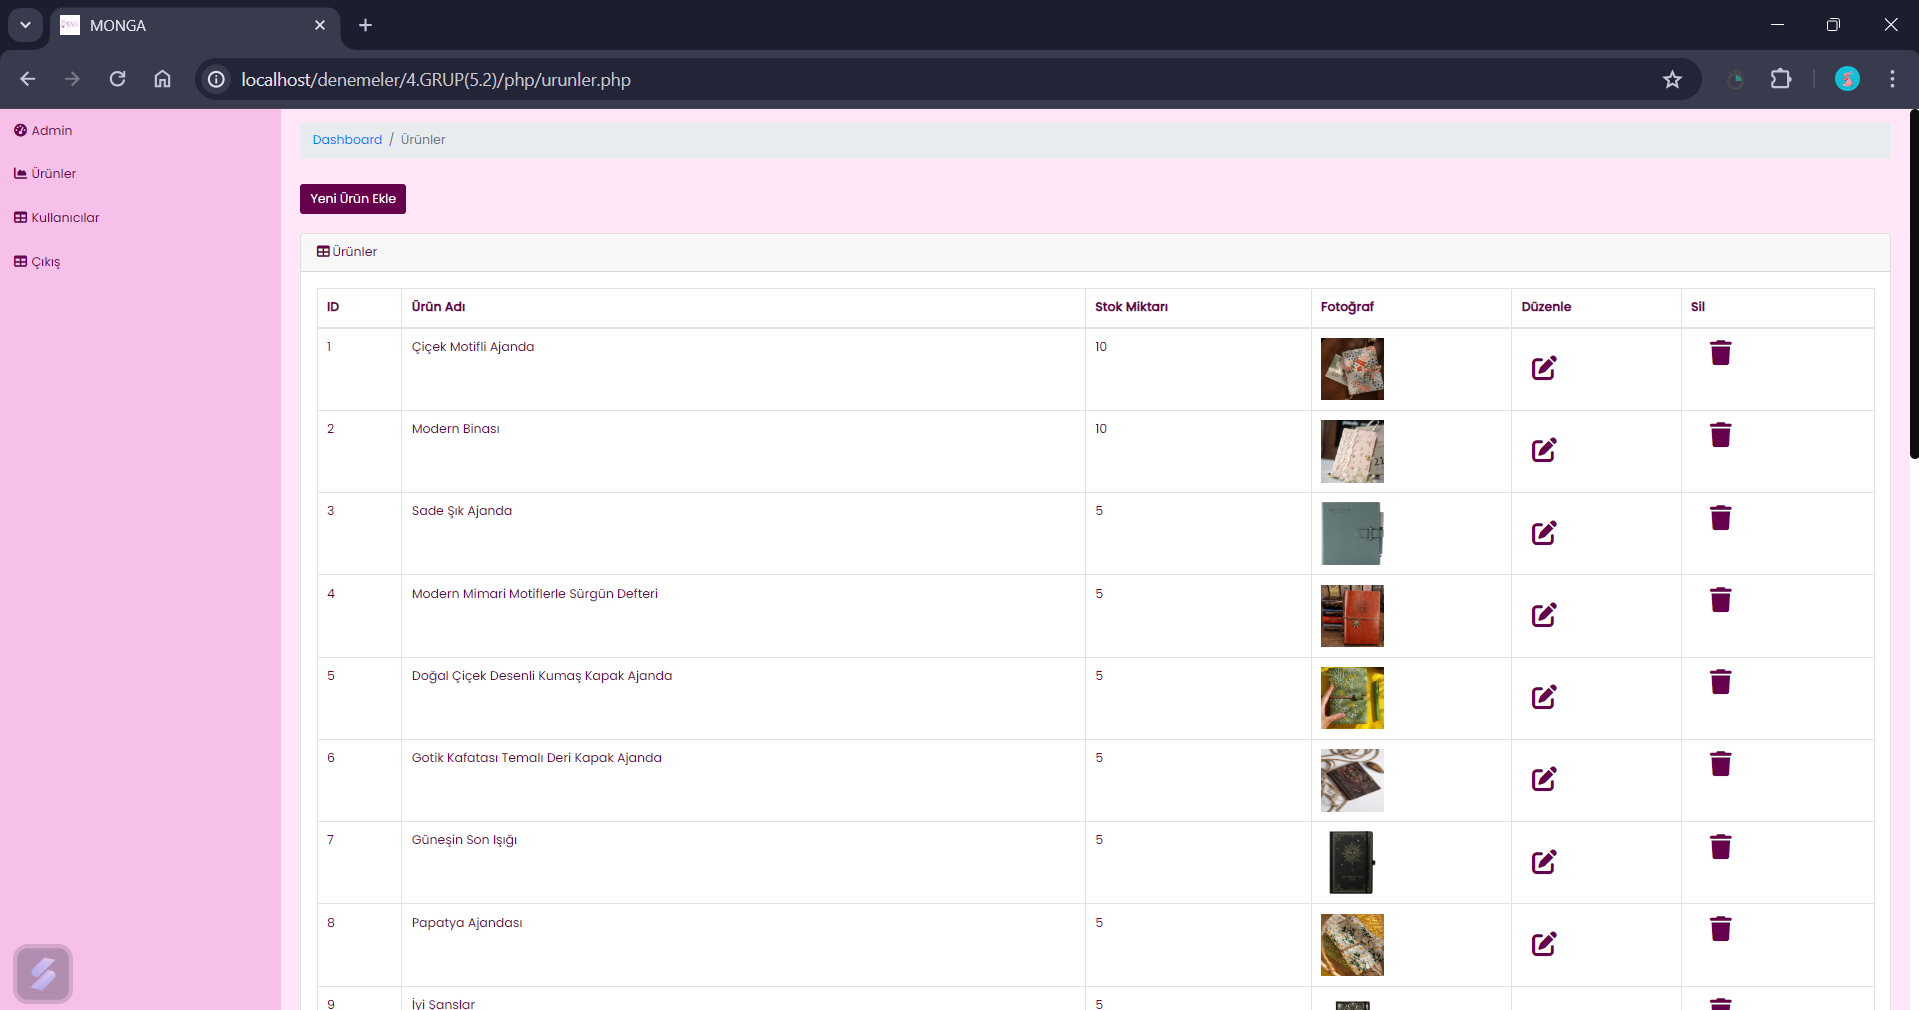 MONGA
localhost/denemeler/4.GRUP(5.2)/php/urunler.php
Admin
Ürünler
Kullanıcılar
Çıkış
Dashboard / Ürünler
Yeni Ürün Ekle
Ürünler
ID Ürün Adı Stok Miktarı Fotoğraf Düzenle Sil
1 Çiçek Motifli Ajanda 10
2 Modern Binası 10
3 Sade Şık Ajanda 5
4 Modern Mimari Motiflerle Sürgün Defteri 5
5 Doğal Çiçek Desenli Kumaş Kapak Ajanda 5
6 Gotik Kafatası Temalı Deri Kapak Ajanda 5
7 Güneşin Son Işığı 5
8 Papatya Ajandası 5
9 İyi Şanslar 5